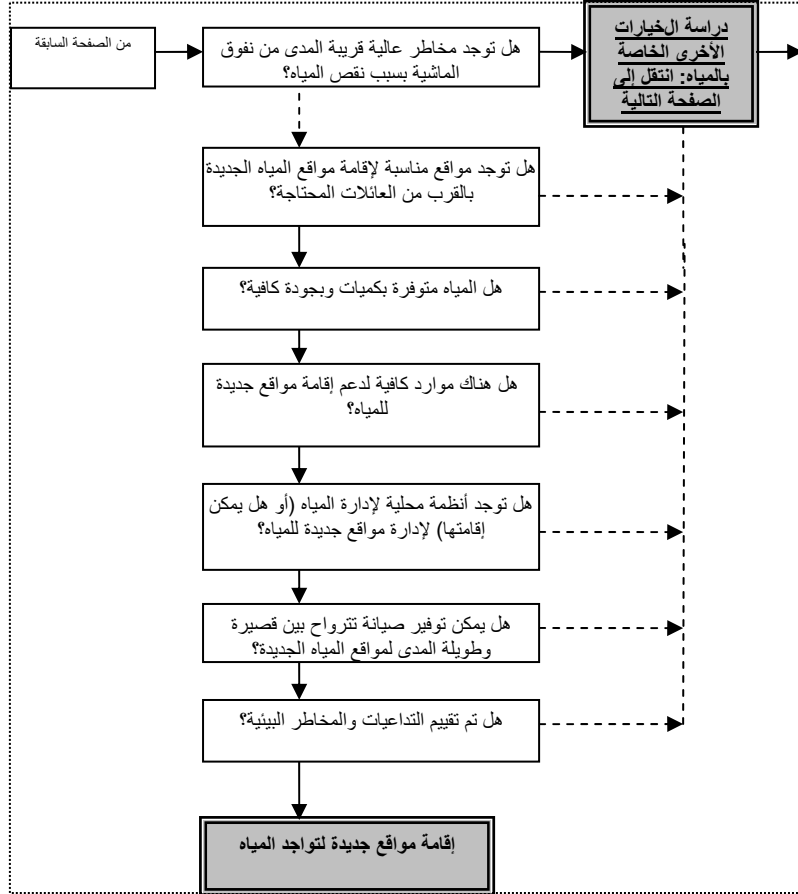 من الصفحة السابقة
هل توجد مخاطر عالية قريبة المدى من نفوق
الماشية بسبب نقص المياه؟
دراسة الخيارات
الأخرى الخاصة
بالمياه: انتقل إلى
الصفحة التالية
هل توجد مواقع مناسبة لإقامة مواقع المياه الجديدة
بالقرب من العائلات المحتاجة؟
هل المياه متوفرة بكميات وبجودة كافية؟
هل هناك موارد كافية لدعم إقامة مواقع جديدة
للمياه؟
هل توجد أنظمة محلية لإدارة المياه (أو هل يمكن
إقامتها) لإدارة مواقع جديدة للمياه؟
هل يمكن توفير صيانة تترواح بين قصيرة
وطويلة المدى لمواقع المياه الجديدة؟
هل تم تقييم التداعيات والمخاطر البيئية؟
إقامة مواقع جديدة لتواجد المياه